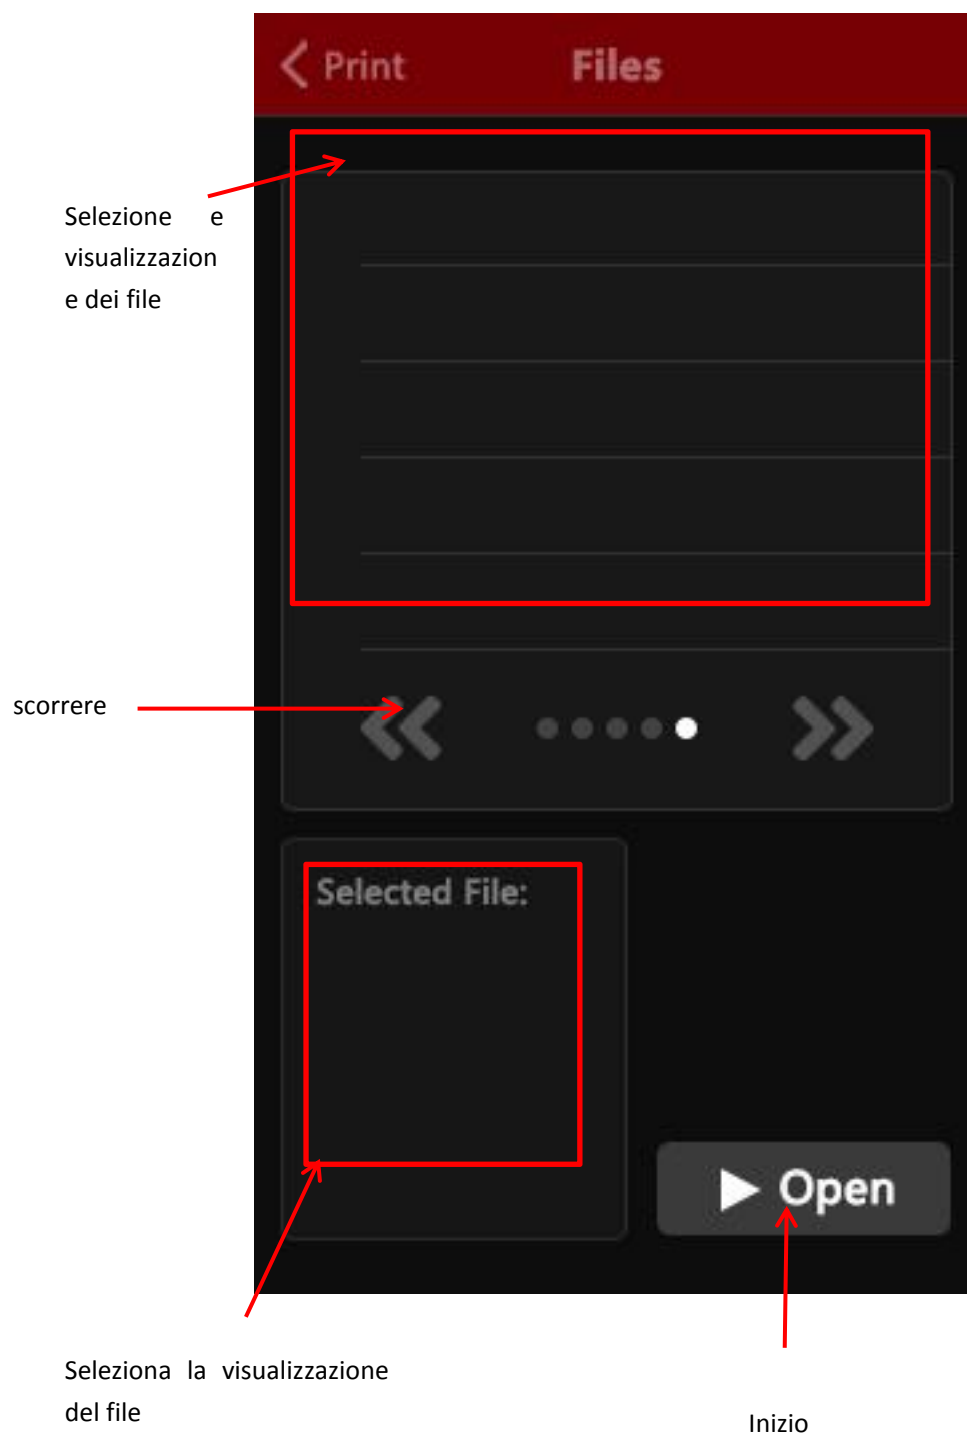 Print
Files
Selezione e
visualizzazion
e dei file
scorrere
Selected File:
Open
Seleziona la visualizzazione
del file
Inizio